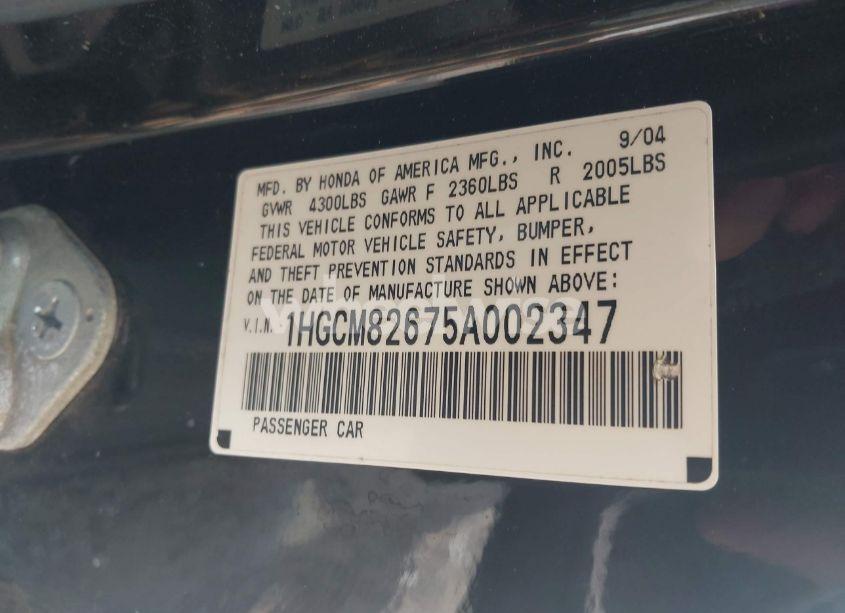 MFD. BY HONDA OF AMERICA MFG., INC. 9/04
GVWR 4300LBS GAWR F 2360LBS R 2005LBS
THIS VEHICLE CONFORMS TO ALL APPLICABLE
FEDERAL MOTOR VEHICLE SAFETY, BUMPER,
AND THEFT PREVENTION STANDARDS IN EFFECT
ON THE DATE OF MANUFACTURE SHOWN ABOVE:
V.I.N. 1HGCM82675A002347
PASSENGER CAR